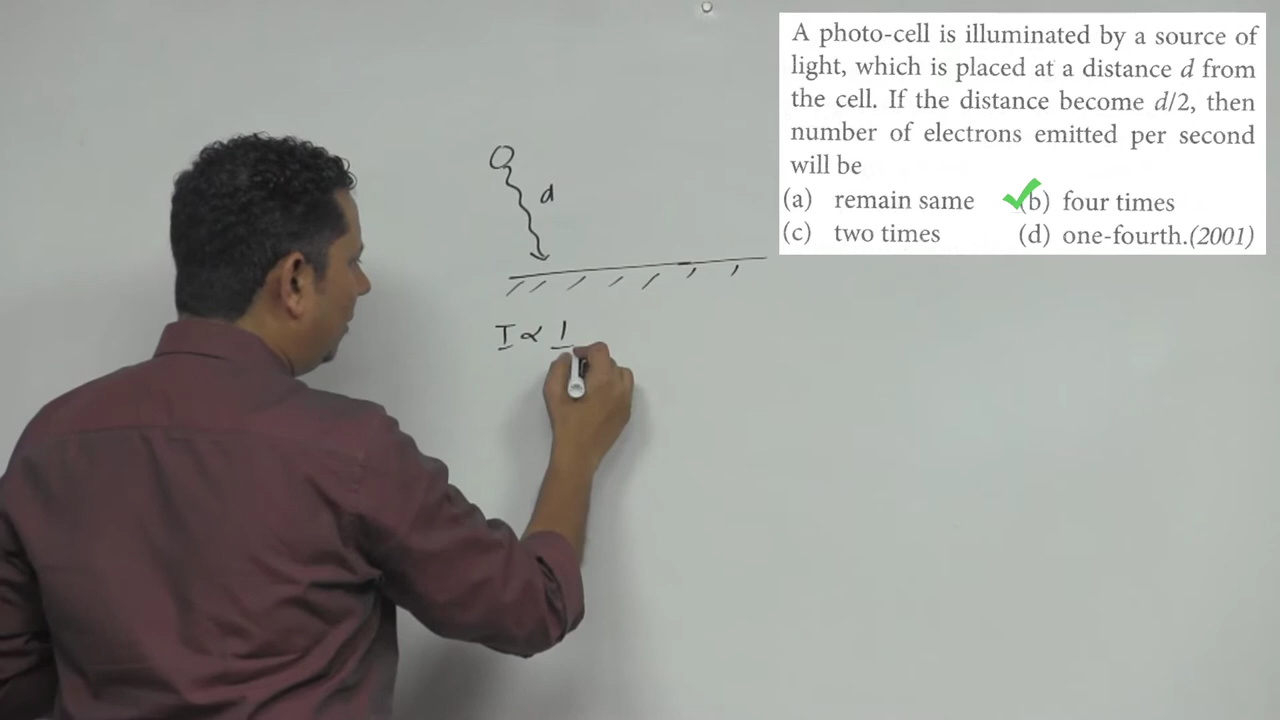 A photo-cell is illuminated by a source of
light, which is placed at a distance d from
the cell. If the distance become d/2, then
number of electrons emitted per second
will be
(a) remain same (b) four times
(c) two times (d) one-fourth.(2001)
d
I ∝ 1